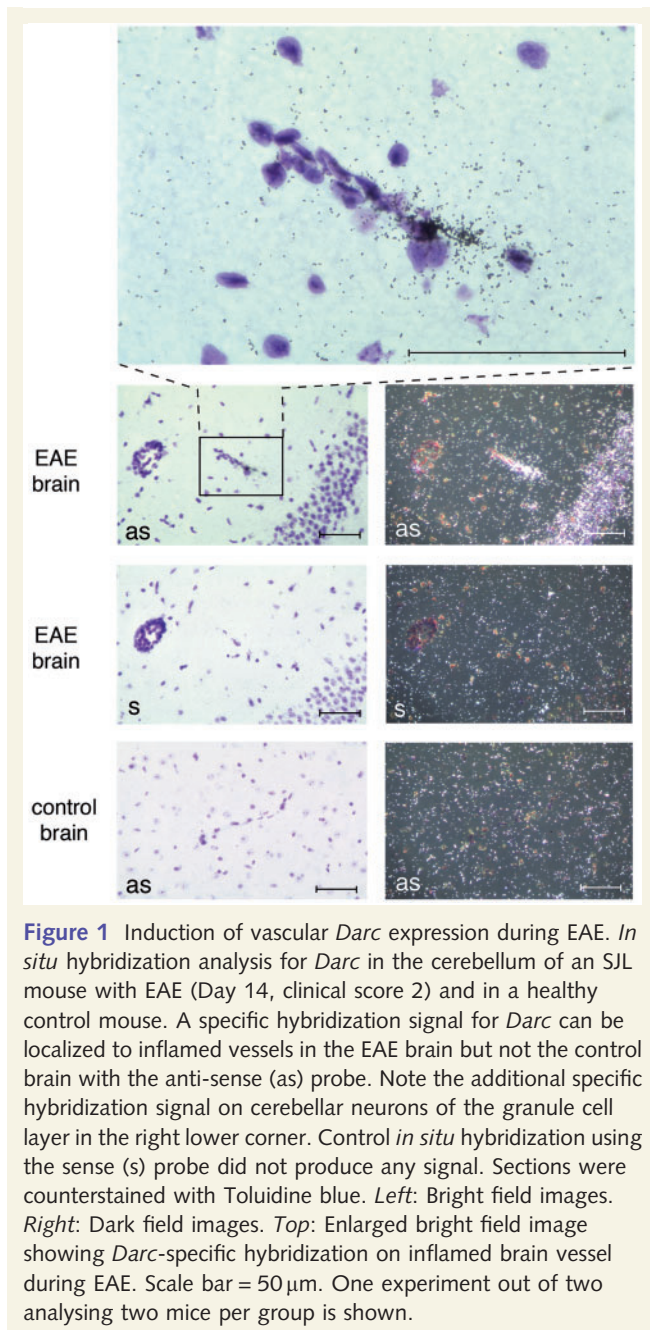 EAE
brain
as
as
EAE
brain
s
s
control
brain
as
as
Figure 1 Induction of vascular Darc expression during EAE. In
situ hybridization analysis for Darc in the cerebellum of an SJL
mouse with EAE (Day 14, clinical score 2) and in a healthy
control mouse. A specific hybridization signal for Darc can be
localized to inflamed vessels in the EAE brain but not the control
brain with the anti-sense (as) probe. Note the additional specific
hybridization signal on cerebellar neurons of the granule cell
layer in the right lower corner. Control in situ hybridization using
the sense (s) probe did not produce any signal. Sections were
counterstained with Toluidine blue. Left: Bright field images.
Right: Dark field images. Top: Enlarged bright field image
showing Darc-specific hybridization on inflamed brain vessel
during EAE. Scale bar = 50 μm. One experiment out of two
analysing two mice per group is shown.